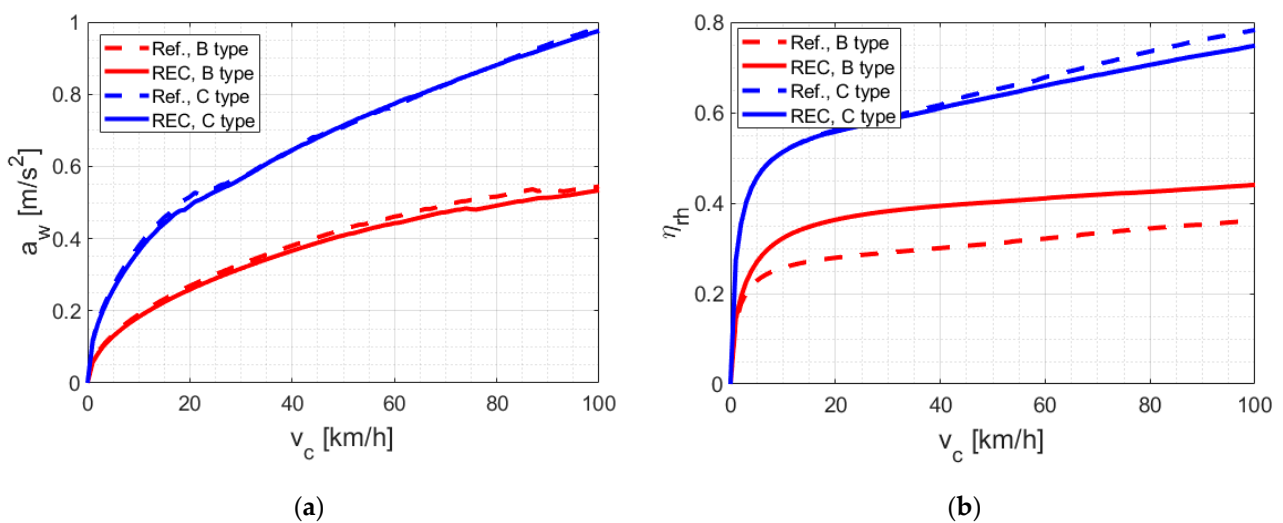 1
0.8
0.6
0.4
0.2
0
a_w [m/s^2]
Ref., B type
REC, B type
Ref., C type
REC, C type
0 20 40 60 80 100
v_c [km/h]
(a)
0.8
0.6
0.4
0.2
0
η_rh
Ref., B type
REC, B type
Ref., C type
REC, C type
0 20 40 60 80 100
v_c [km/h]
(b)